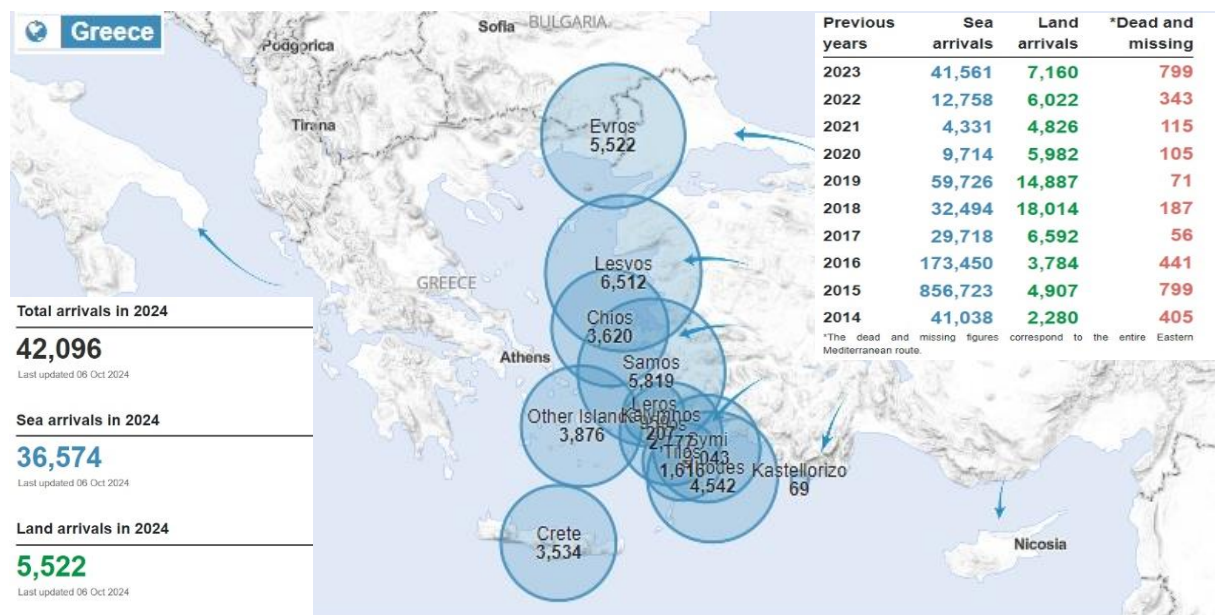 Greece
Sofia
BULGARIA
Podgorica
Tirana
GREECE
Athens
Nicosia
Evros
5,522
Lesvos
6,512
Chios
3,620
Samos
5,819
Leros
Kalymnos
207
Other Island
3,876
Symi
Tilos
1,616
4,542
Kastellorizo
69
Crete
3,534
Total arrivals in 2024
42,096
Last updated 06 Oct 2024
Sea arrivals in 2024
36,574
Last updated 06 Oct 2024
Land arrivals in 2024
5,522
Last updated 06 Oct 2024
Previous years Sea arrivals Land arrivals *Dead and missing
2023 41,561 7,160 799
2022 12,758 6,022 343
2021 4,331 4,826 115
2020 9,714 5,982 105
2019 59,726 14,887 71
2018 32,494 18,014 187
2017 29,718 6,592 56
2016 173,450 3,784 441
2015 856,723 4,907 799
2014 41,038 2,280 405
*The dead and missing figures correspond to the entire Eastern
Mediterranean route.